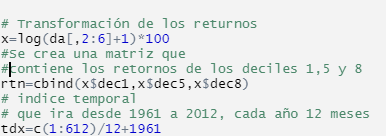 # Transformación de los returnos
x=log(da[,2:6]+1)*100
#Se crea una matriz que
#contiene los retornos de los deciles 1,5 y 8
rtn=cbind(x$dec1,x$dec5,x$dec8)
# indice temporal
# que ira desde 1961 a 2012, cada año 12 meses
tdx=c(1:612)/12+1961